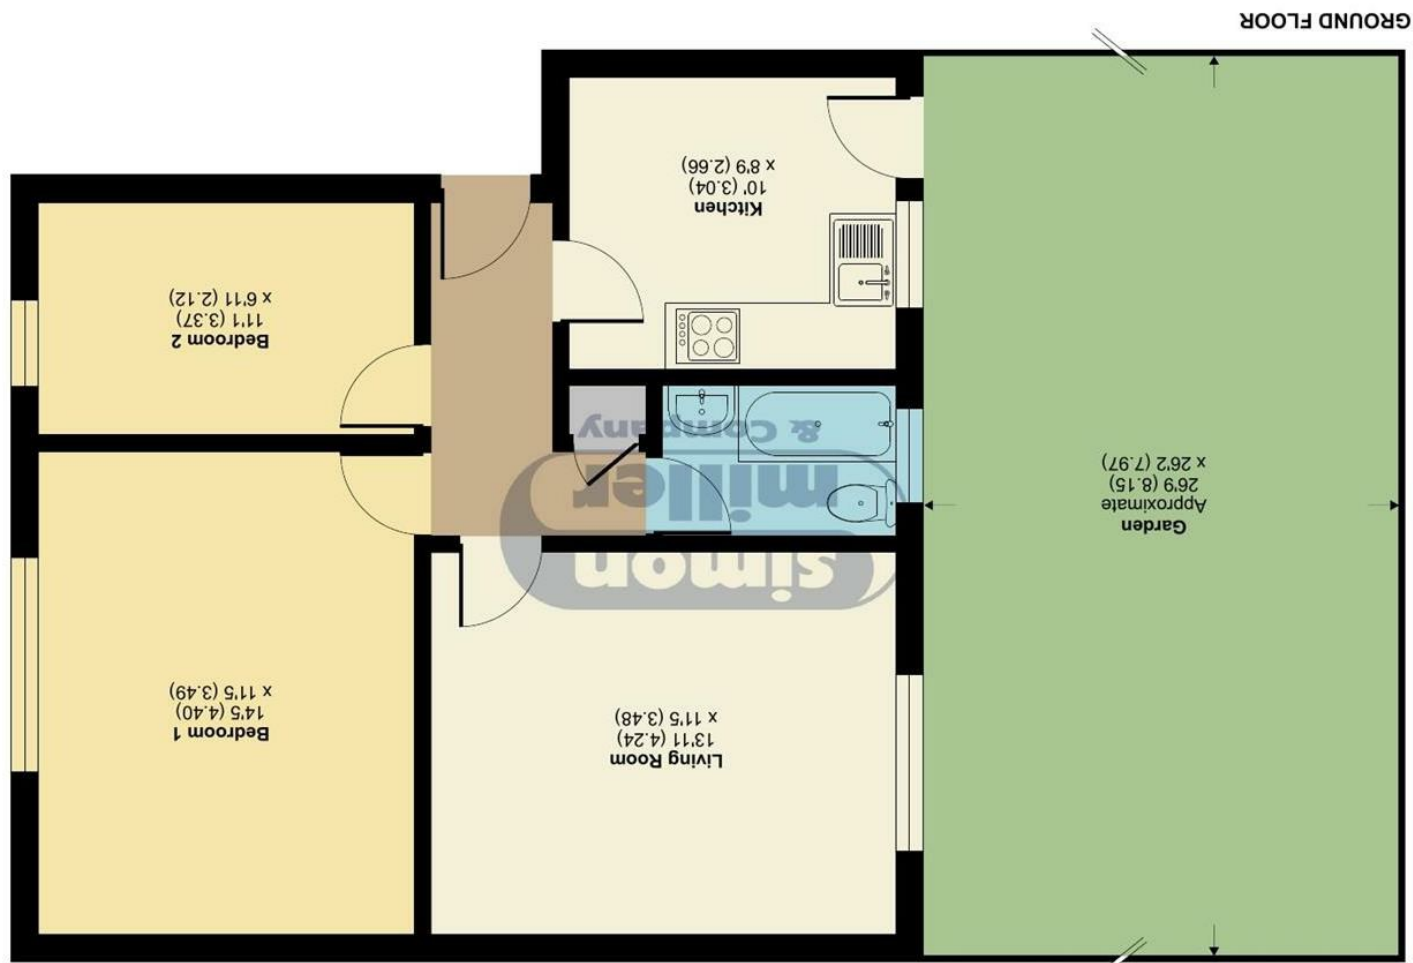 Garden
Approximate
26'9 (8.15)
x 26'2 (7.97)
Living Room
13'11 (4.24)
x 11'5 (3.48)
Bedroom 1
14'5 (4.40)
x 11'5 (3.49)
simon
miller
& Company
Bedroom 2
11'1 (3.37)
x 6'11 (2.12)
Kitchen
10' (3.04)
x 8'9 (2.66)
GROUND FLOOR